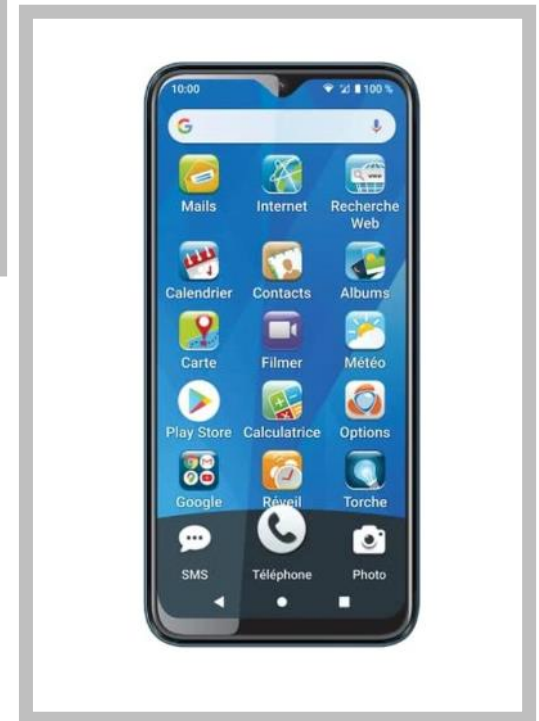 10:00 100 %
G
Mails Internet Recherche
Web
Calendrier Contacts Albums
Carte Filmer Météo
Play Store Calculatrice Options
Google Réveil Torche
SMS Téléphone Photo